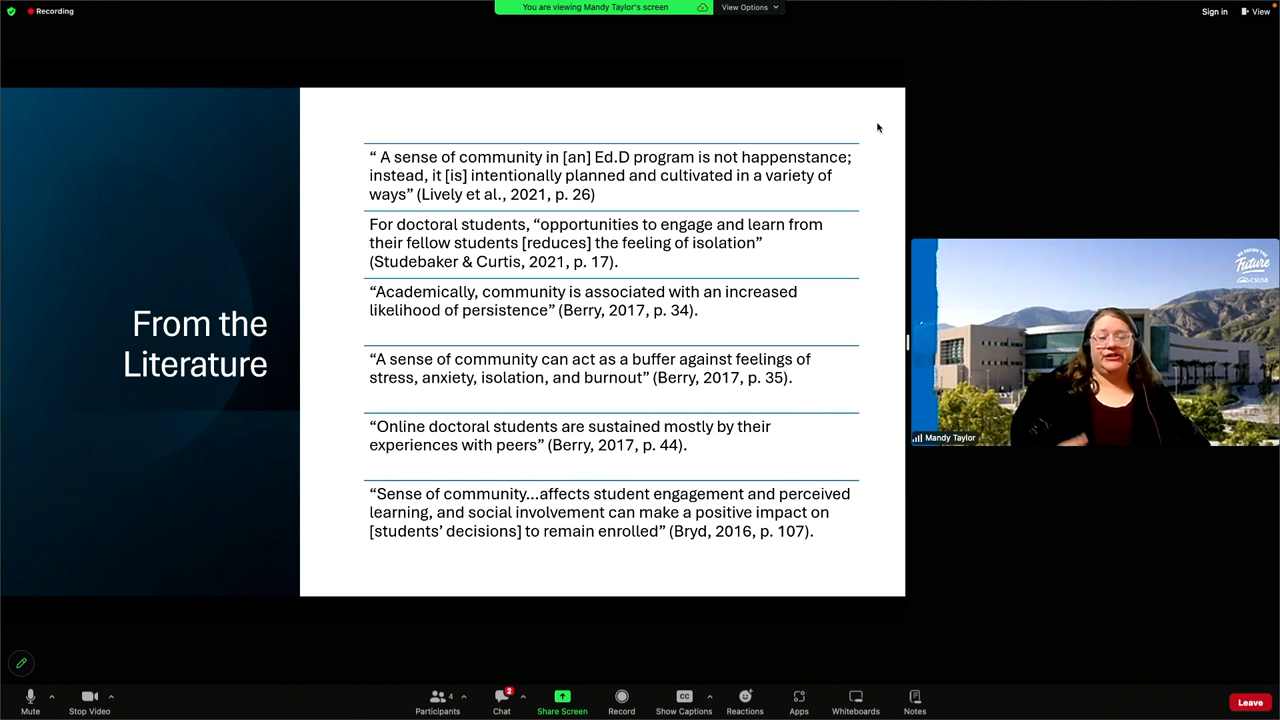 Recording
You are viewing Mandy Taylor's screen
View Options
Sign in
View
From the
Literature
“ A sense of community in [an] Ed.D program is not happenstance;
instead, it [is] intentionally planned and cultivated in a variety of
ways” (Lively et al., 2021, p. 26)
For doctoral students, “opportunities to engage and learn from
their fellow students [reduces] the feeling of isolation”
(Studebaker & Curtis, 2021, p. 17).
“Academically, community is associated with an increased
likelihood of persistence” (Berry, 2017, p. 34).
“A sense of community can act as a buffer against feelings of
stress, anxiety, isolation, and burnout” (Berry, 2017, p. 35).
“Online doctoral students are sustained mostly by their
experiences with peers” (Berry, 2017, p. 44).
“Sense of community...affects student engagement and perceived
learning, and social involvement can make a positive impact on
[students’ decisions] to remain enrolled” (Bryd, 2016, p. 107).
Future
CSUSB
Mandy Taylor
Mute
Stop Video
4
Participants
2
Chat
Share Screen
Record
CC
Show Captions
Reactions
Apps
Whiteboards
Notes
Leave